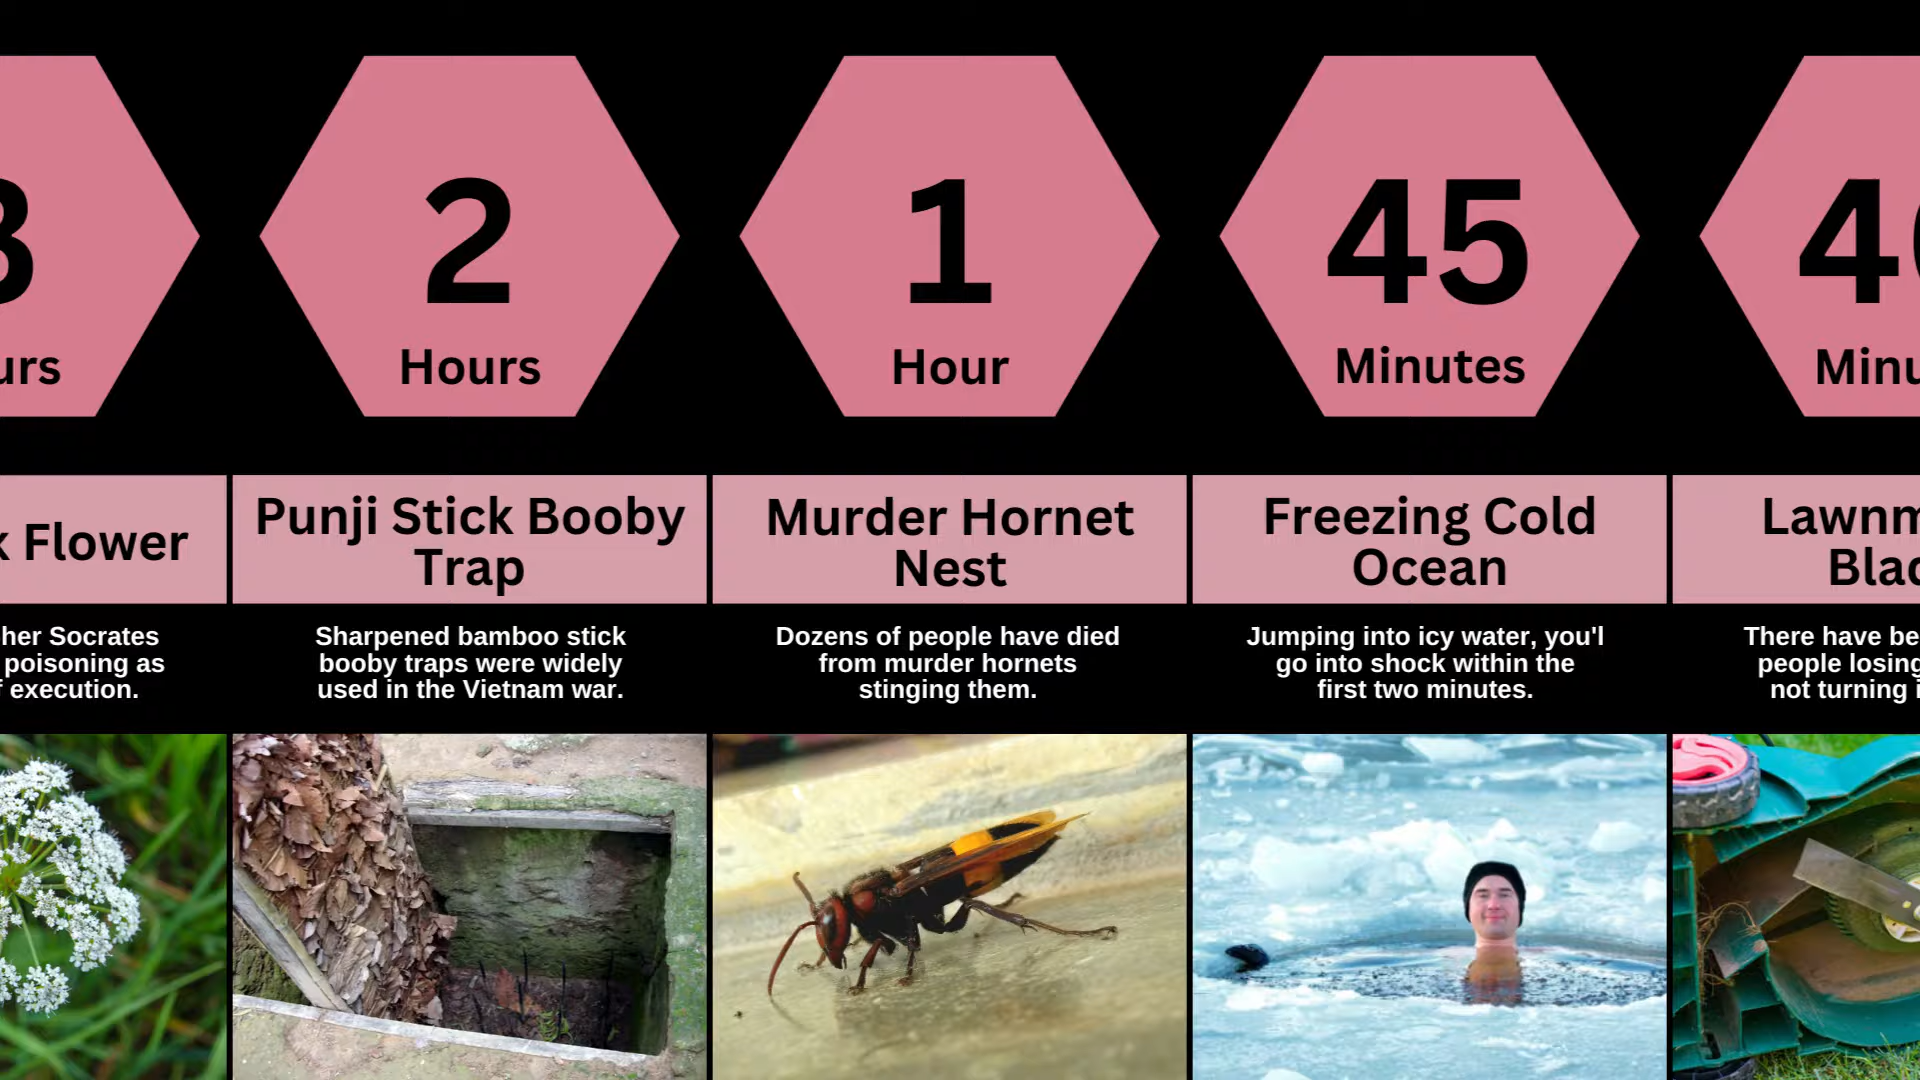 3
urs
Flower
her Socrates
poisoning as
execution.
2
Hours
Punji Stick Booby
Trap
Sharpened bamboo stick
booby traps were widely
used in the Vietnam war.
1
Hour
Murder Hornet
Nest
Dozens of people have died
from murder hornets
stinging them.
45
Minutes
Freezing Cold
Ocean
Jumping into icy water, you'l
go into shock within the
first two minutes.
4
Minu
Lawnm
Blad
There have be
people losing
not turning i